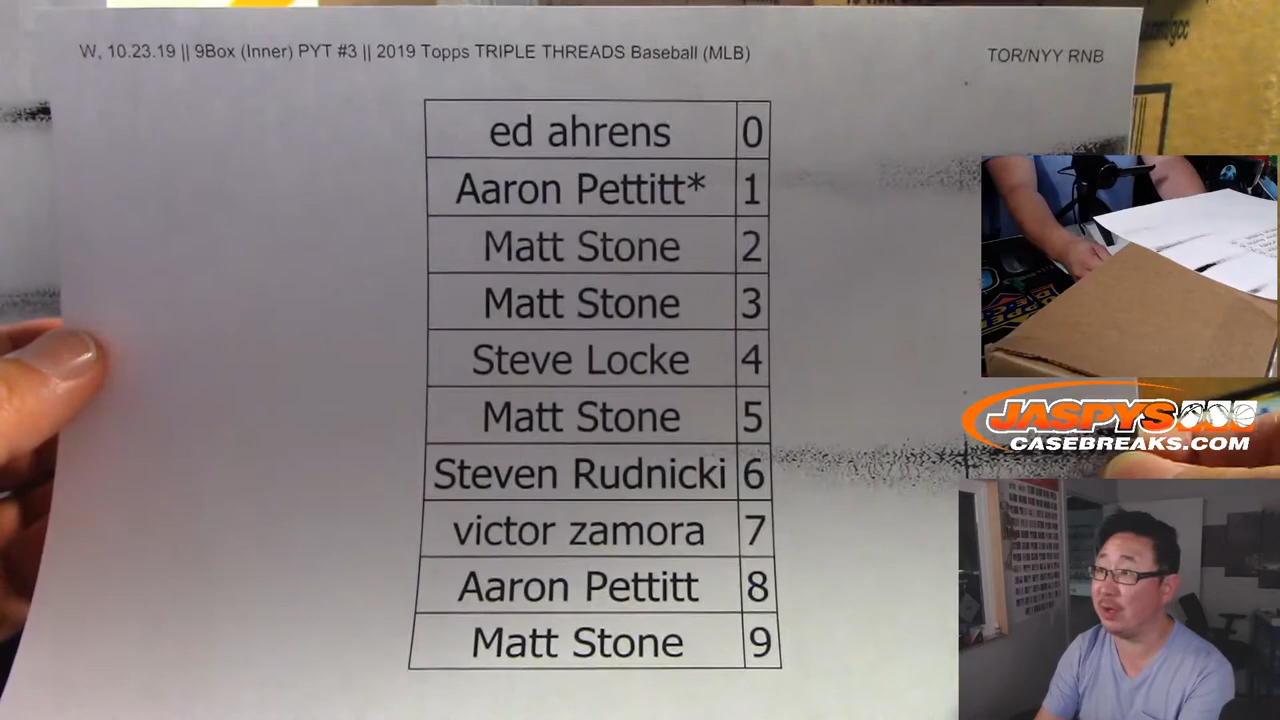 W, 10.23.19 || 9Box (Inner) PYT #3 || 2019 Topps TRIPLE THREADS Baseball (MLB) TOR/NYY RNB
ed ahrens 0
Aaron Pettitt* 1
Matt Stone 2
Matt Stone 3
Steve Locke 4
Matt Stone 5
Steven Rudnicki 6
victor zamora 7
Aaron Pettitt 8
Matt Stone 9
JASPYS
CASEBREAKS.COM